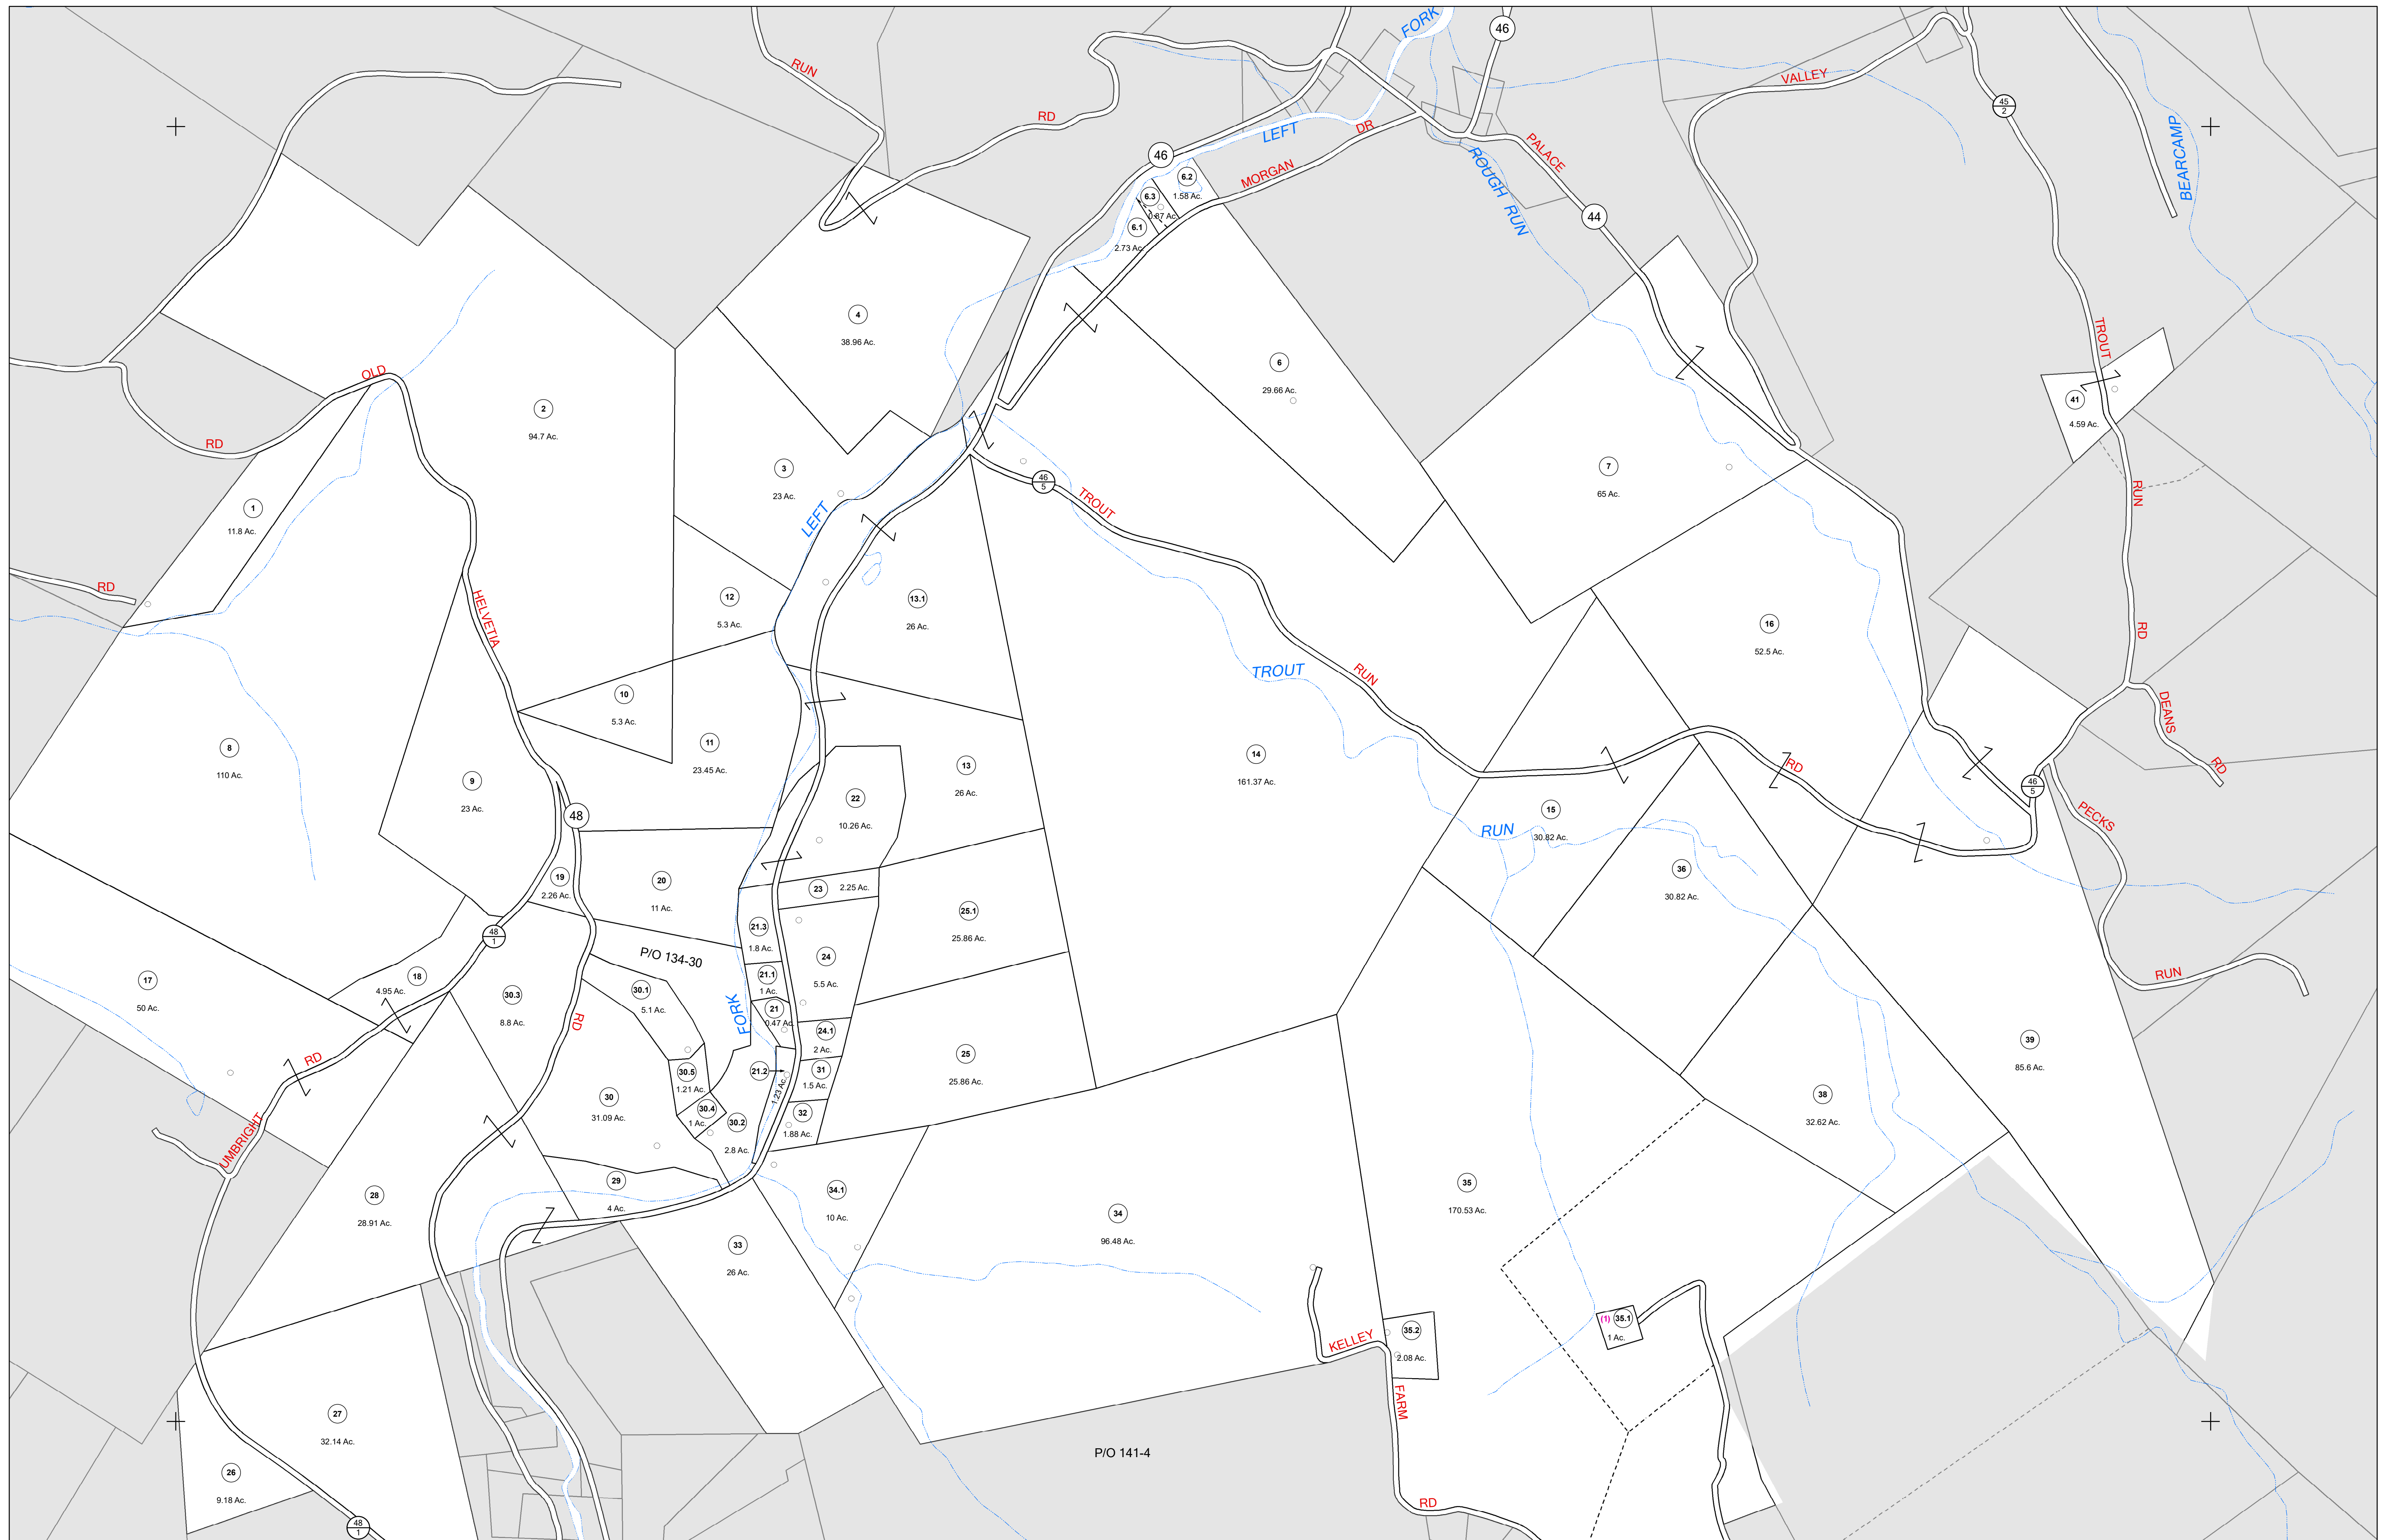 FORK
46
RUN
VALLEY
45
2
RD
LEFT
DR
PALACE
BEARCAMP
46
MORGAN
ROUGH RUN
6.2
1.58 Ac.
6.3
0.87 Ac.
6.1
2.73 Ac.
44
4
38.96 Ac.
TROUT
6
29.66 Ac.
OLD
2
94.7 Ac.
41
4.59 Ac.
RD
3
23 Ac.
7
65 Ac.
46
5
TROUT
RUN
1
11.8 Ac.
LEFT
RD
HELVETIA
12
5.3 Ac.
13.1
26 Ac.
16
52.5 Ac.
RD
TROUT
RUN
10
5.3 Ac.
DEANS
RD
11
23.45 Ac.
8
110 Ac.
14
161.37 Ac.
13
26 Ac.
RD
46
5
9
23 Ac.
22
10.26 Ac.
48
15
30.82 Ac.
PECKS
RUN
19
2.26 Ac.
20
11 Ac.
23
2.25 Ac.
36
30.82 Ac.
25.1
25.86 Ac.
21.3
1.8 Ac.
48
1
P/O 134-30
24
5.5 Ac.
18
4.95 Ac.
17
50 Ac.
21.1
1 Ac.
RUN
30.3
8.8 Ac.
30.1
5.1 Ac.
FORK
21
0.47 Ac.
RD
24.1
2 Ac.
39
85.6 Ac.
25
25.86 Ac.
RD
30.5
1.21 Ac.
21.2
1.23 Ac.
31
1.5 Ac.
30
31.09 Ac.
30.4
1 Ac.
30.2
2.8 Ac.
32
1.88 Ac.
38
32.62 Ac.
UMBRIGHT
29
4 Ac.
28
28.91 Ac.
34.1
10 Ac.
35
170.53 Ac.
34
96.48 Ac.
33
26 Ac.
(1) 35.1
1 Ac.
KELLEY
35.2
2.08 Ac.
FARM
27
32.14 Ac.
P/O 141-4
26
9.18 Ac.
RD
48
1